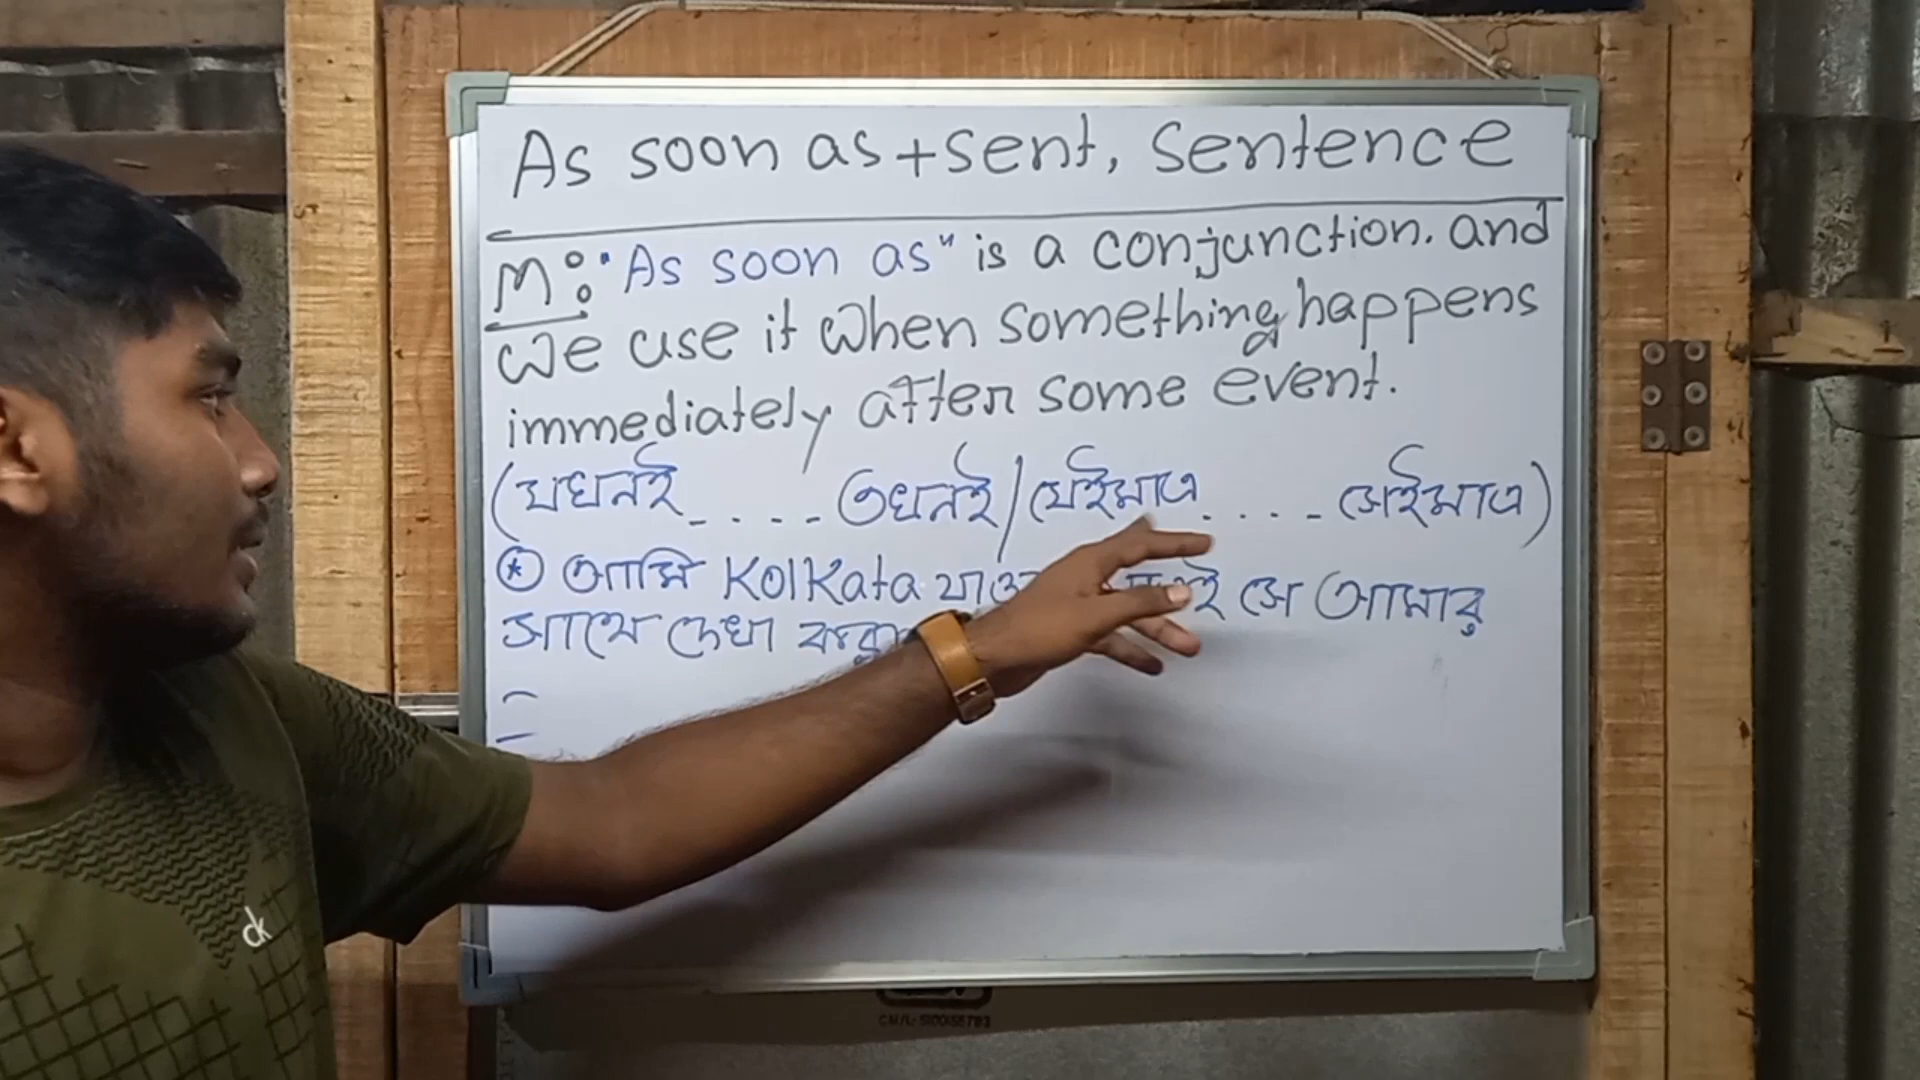 As soon as + sent, sentence
M: "As soon as" is a conjunction. and
we use it when something happens
immediately after some event.
(যখনই .... তখনই/যেইমাত্র .... সেইমাত্র)
* আমি Kolkata সে আমার
সাথে দেখা
dk